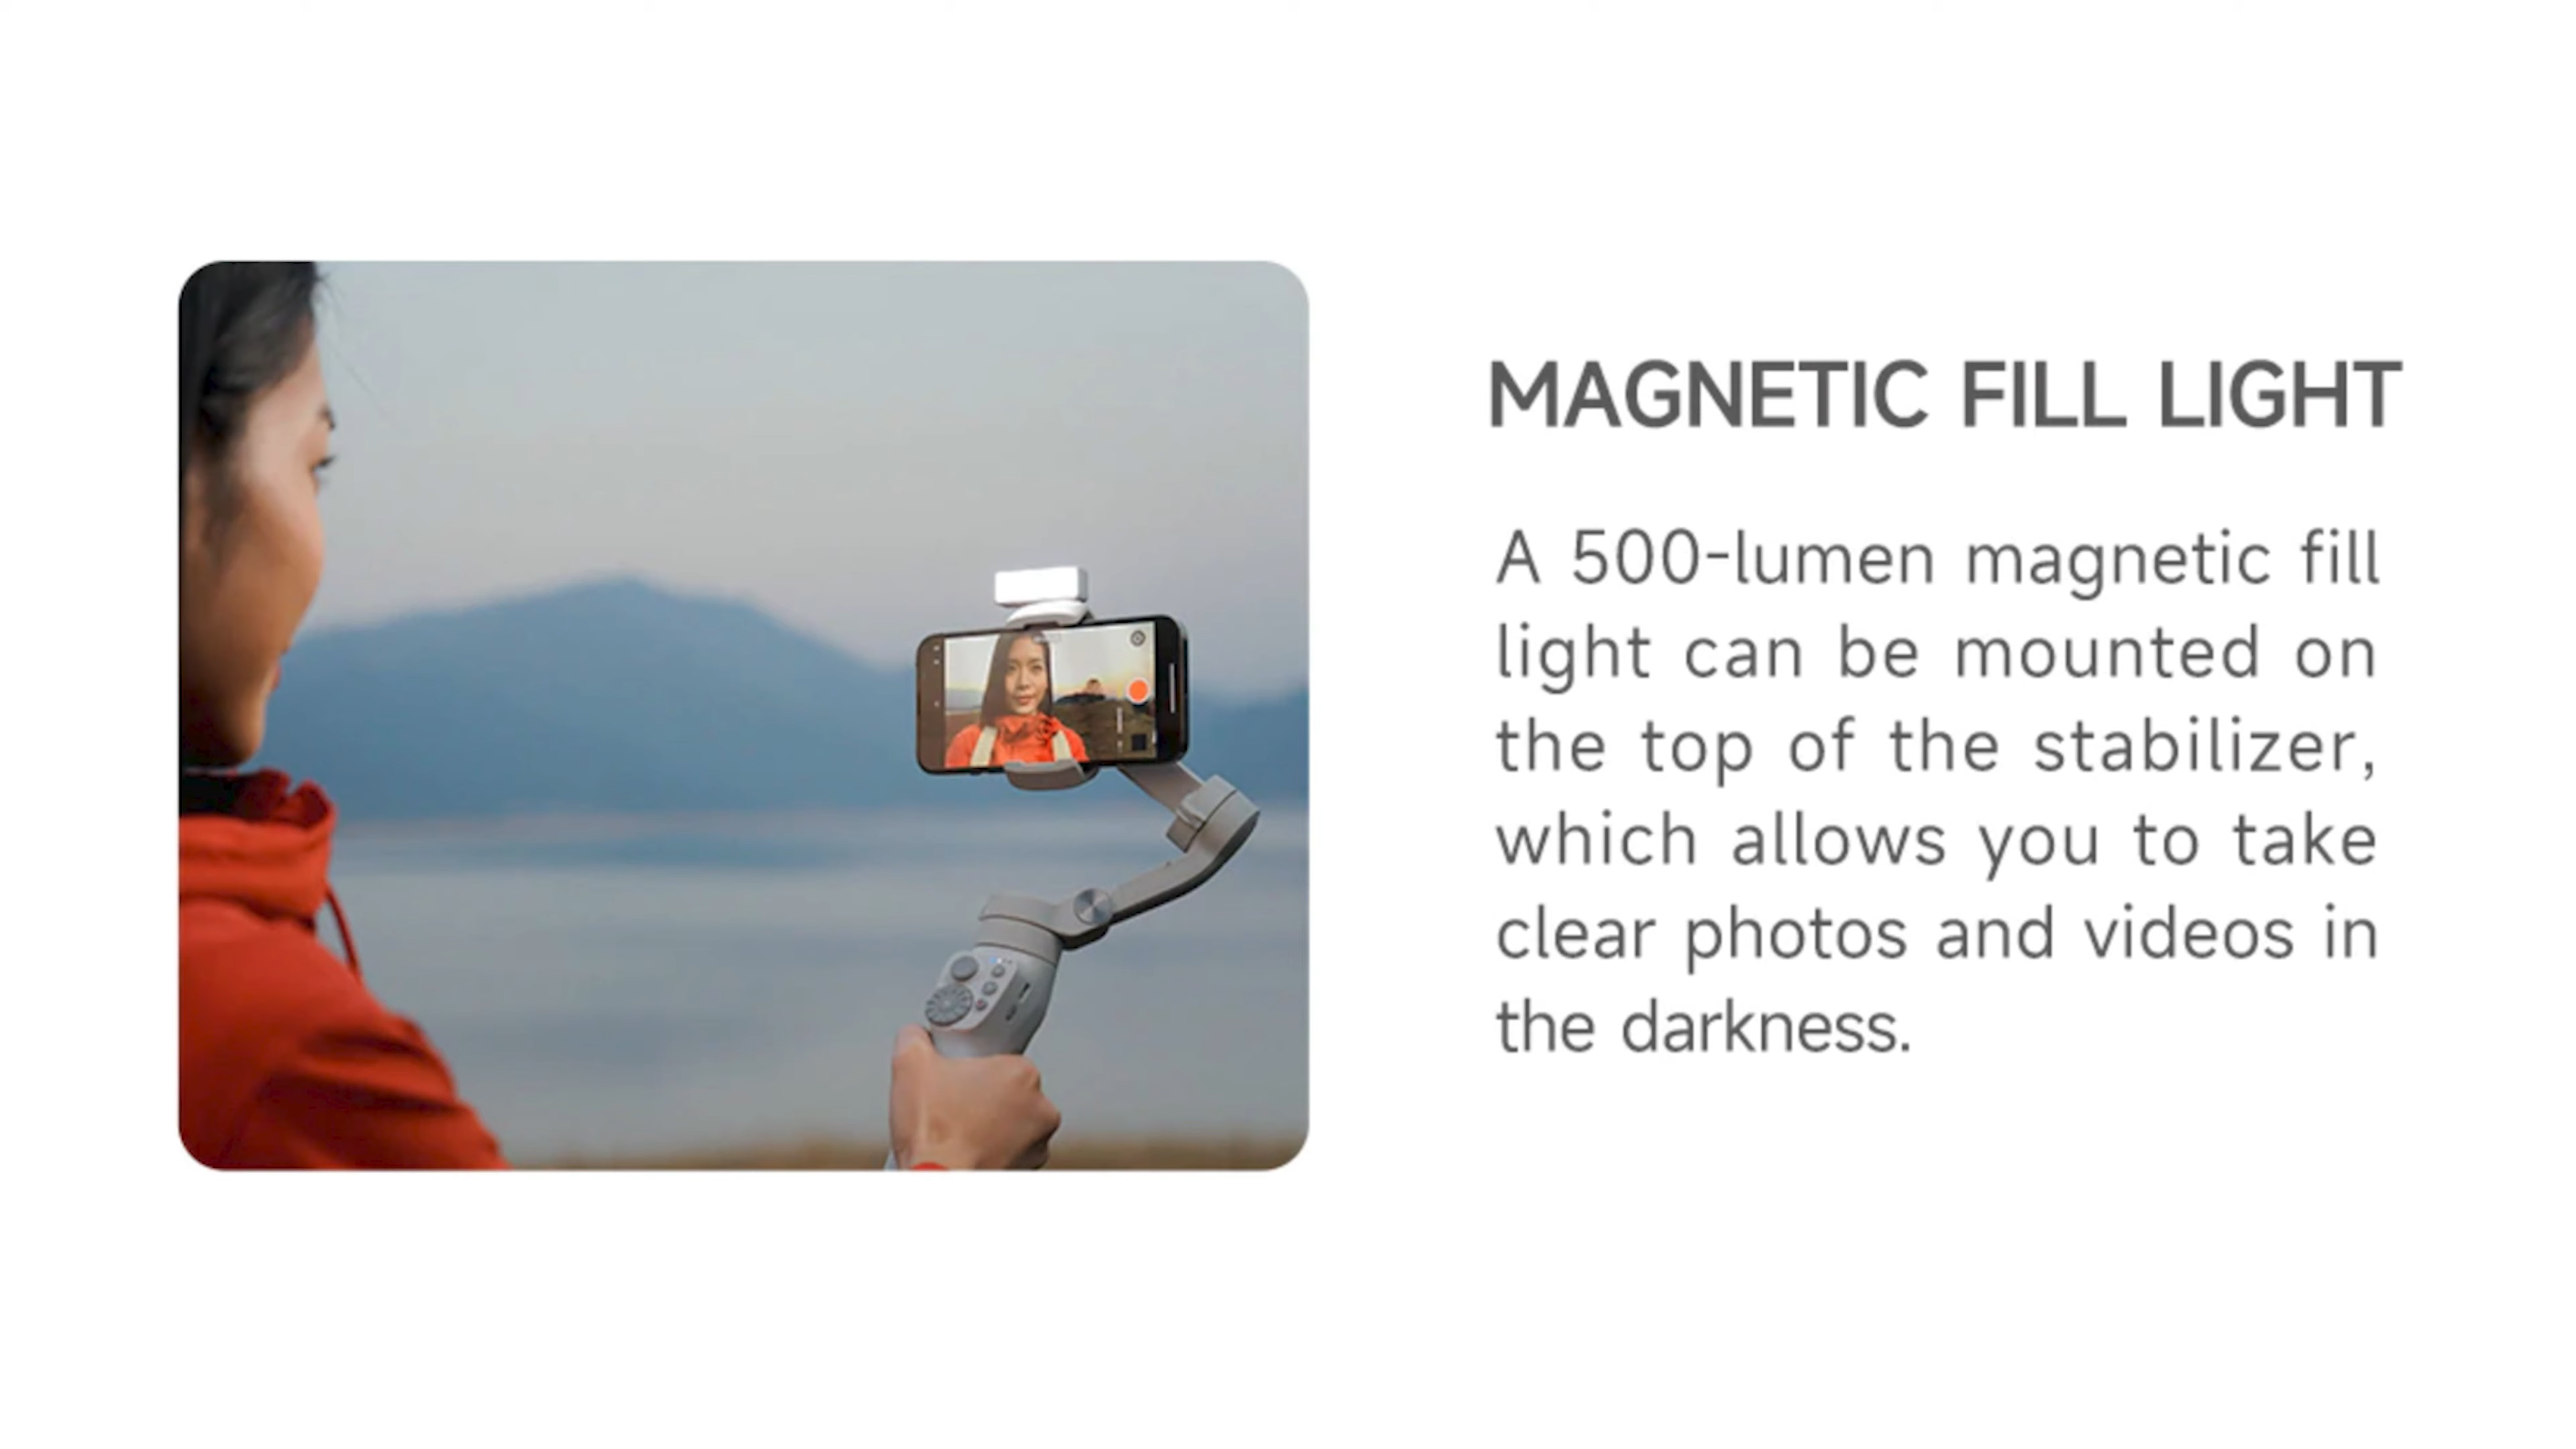 MAGNETIC FILL LIGHT
A 500-lumen magnetic fill
light can be mounted on
the top of the stabilizer,
which allows you to take
clear photos and videos in
the darkness.